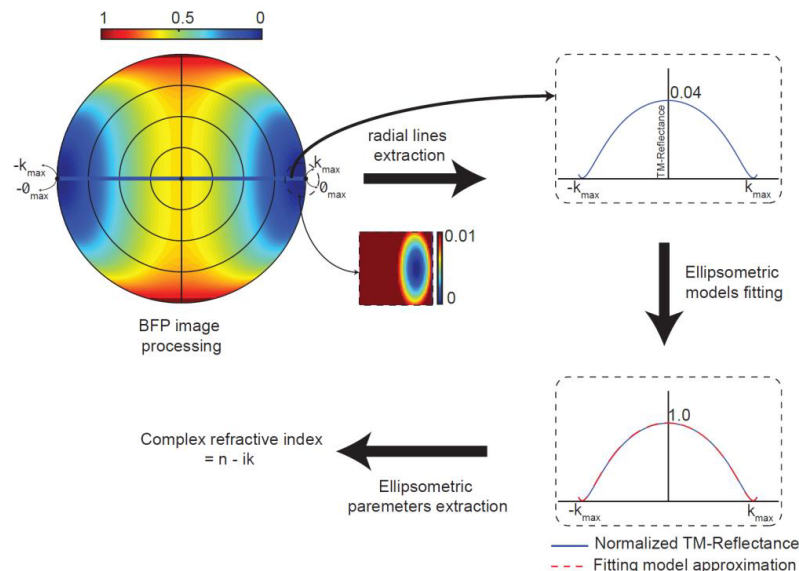 1 0.5 0
-k max
-θ max
k max
θ max
BFP image
processing
radial lines
extraction
0.01
0
0.04
TM-Reflectance
-k max
k max
Ellipsometric
models fitting
1.0
-k max
k max
Normalized TM-Reflectance
Fitting model approximation
Ellipsometric
paremeters extraction
Complex refractive index
= n - ik